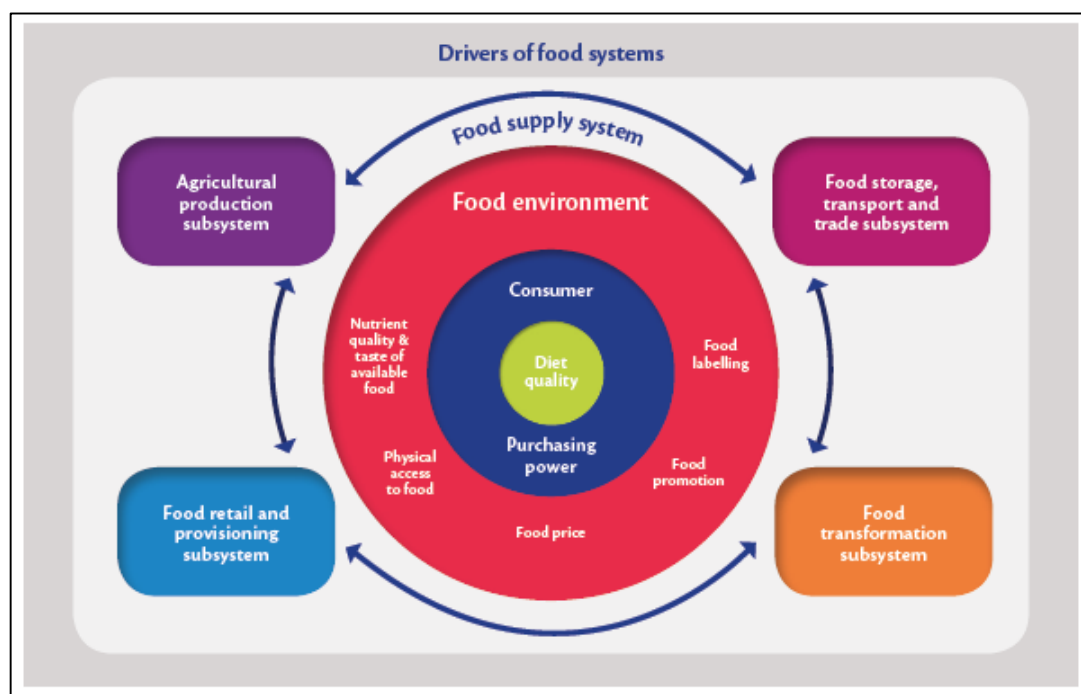 Drivers of food systems
Food supply system
Agricultural
production
subsystem
Food storage,
transport and
trade subsystem
Food environment
Consumer
Nutrient
quality &
taste of
available
food
Diet
quality
Food
labelling
Purchasing
power
Physical
access
to food
Food
promotion
Food price
Food retail and
provisioning
subsystem
Food
transformation
subsystem